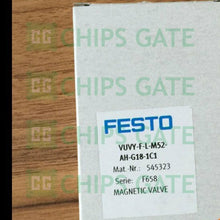 CHIPS GATE
CHIPS GATE
FESTO
VUVY-F-L-M52-
AH-G18-1C1
Mat.-Nr.: 545323
Serie: F658
MAGNETIC VALVE
CHIPS GATE